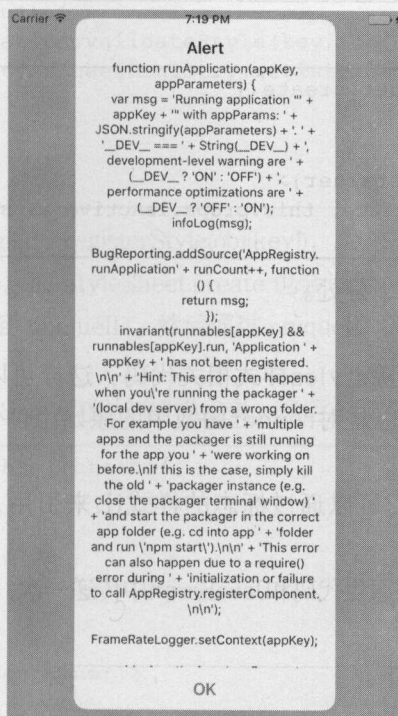 Carrier
7:19 PM
Alert
function runApplication(appKey,
appParameters) {
var msg = 'Running application "' +
appKey + '" with appParams: ' +
JSON.stringify(appParameters) + '. ' +
'__DEV__ === ' + String(__DEV__) + ',
development-level warning are ' +
(__DEV__ ? 'ON' : 'OFF') + ',
performance optimizations are ' +
(__DEV__ ? 'OFF' : 'ON');
infoLog(msg);
BugReporting.addSource('AppRegistry.
runApplication' + runCount++, function
() {
return msg;
});
invariant(runnables[appKey] &&
runnables[appKey].run, 'Application ' +
appKey + ' has not been registered.
\n\n' + 'Hint: This error often happens
when you\'re running the packager ' +
'(local dev server) from a wrong folder.
For example you have ' + 'multiple
apps and the packager is still running
for the app you ' + 'were working on
before.\nIf this is the case, simply kill
the old ' + 'packager instance (e.g.
close the packager terminal window) '
+ 'and start the packager in the correct
app folder (e.g. cd into app ' + 'folder
and run \'npm start\').\n\n' + 'This error
can also happen due to a require()
error during ' + 'initialization or failure
to call AppRegistry.registerComponent.
\n\n');
FrameRateLogger.setContext(appKey);
OK